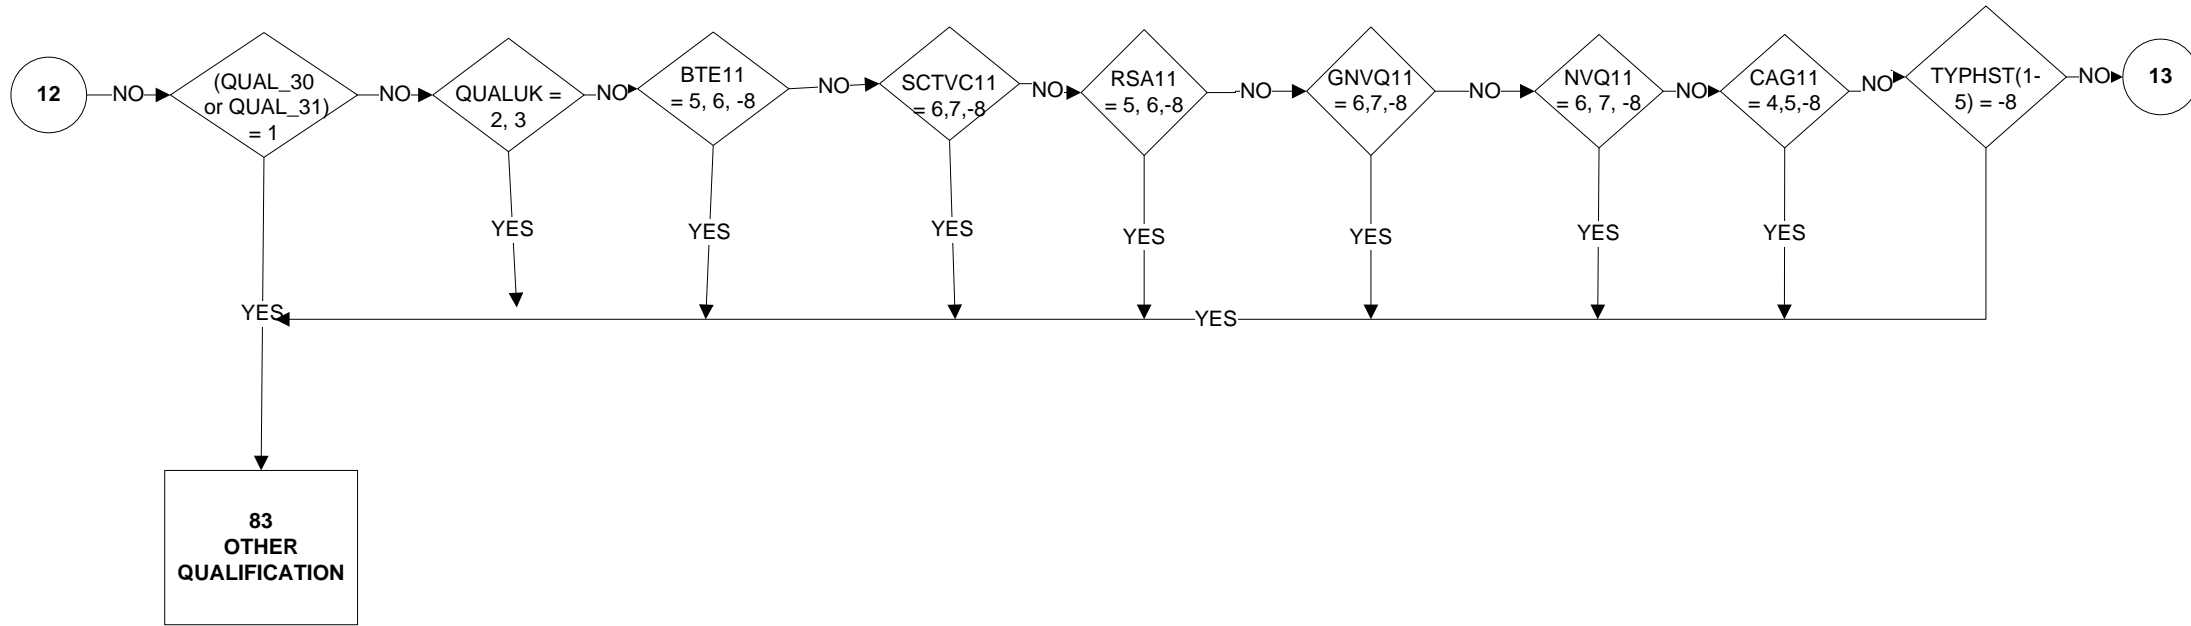 12
NO
(QUAL_30
or QUAL_31)
= 1
NO
QUALUK =
2, 3
NO
BTE11
= 5, 6, -8
NO
SCTVC11
= 6,7,-8
NO
RSA11
= 5, 6,-8
NO
GNVQ11
= 6,7,-8
NO
NVQ11
= 6, 7, -8
NO
CAG11
= 4,5,-8
NO
TYPHST(1-
5) = -8
NO
13
YES
YES
YES
YES
YES
YES
YES
YES
YES
83
OTHER
QUALIFICATION